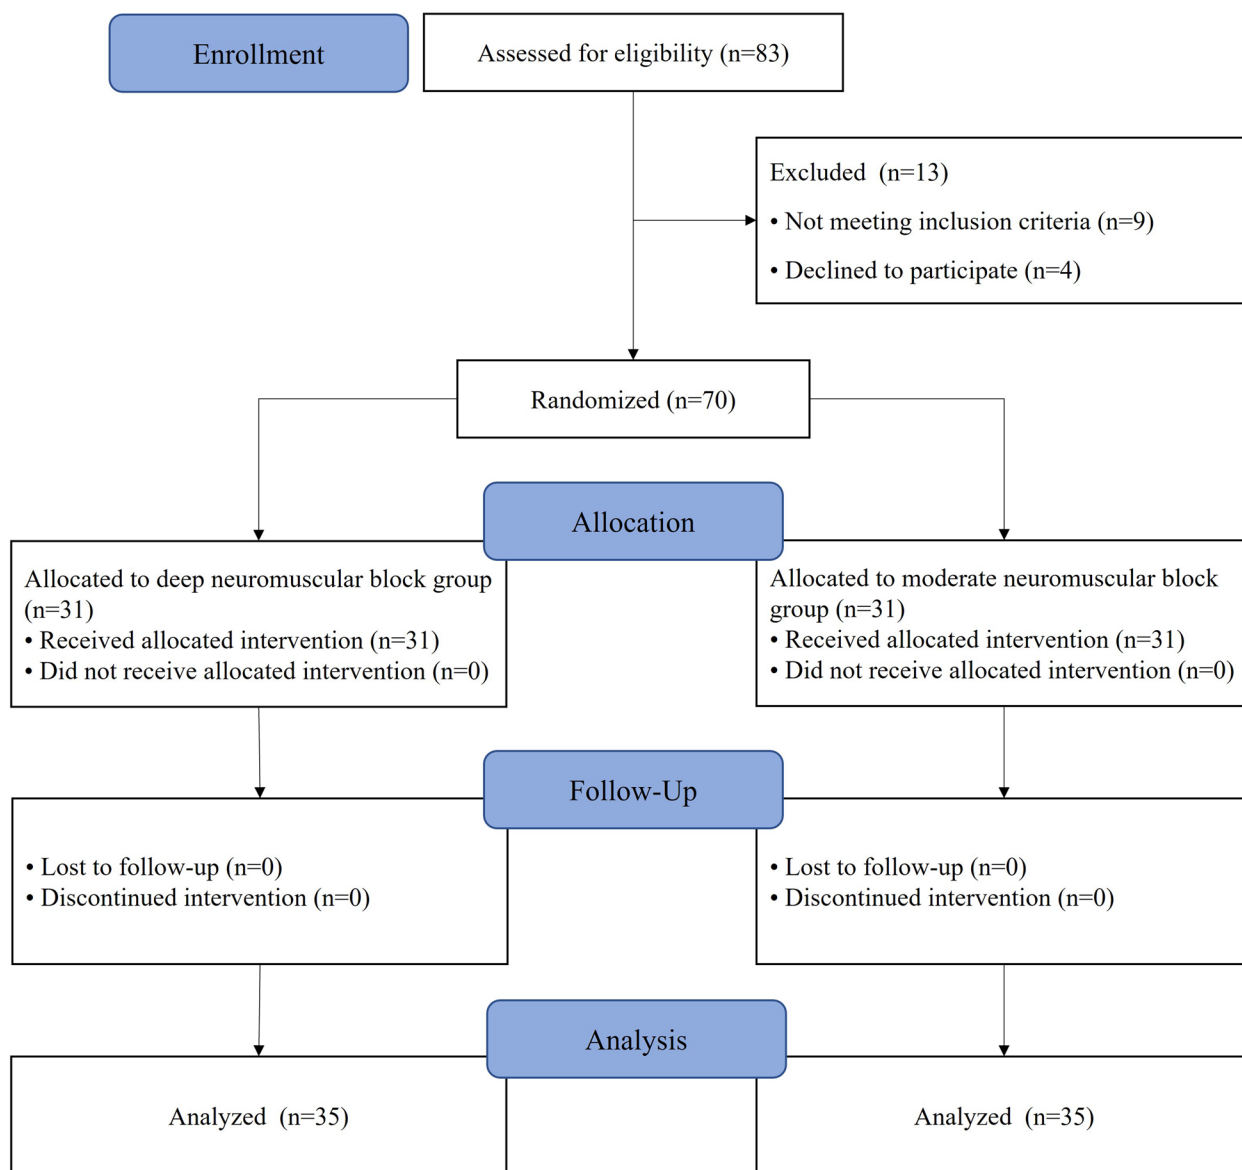 Enrollment
Assessed for eligibility (n=83)
Excluded (n=13)
• Not meeting inclusion criteria (n=9)
• Declined to participate (n=4)
Randomized (n=70)
Allocation
Allocated to deep neuromuscular block group
(n=31)
• Received allocated intervention (n=31)
• Did not receive allocated intervention (n=0)
Allocated to moderate neuromuscular block
group (n=31)
• Received allocated intervention (n=31)
• Did not receive allocated intervention (n=0)
Follow-Up
• Lost to follow-up (n=0)
• Discontinued intervention (n=0)
• Lost to follow-up (n=0)
• Discontinued intervention (n=0)
Analysis
Analyzed (n=35)
Analyzed (n=35)